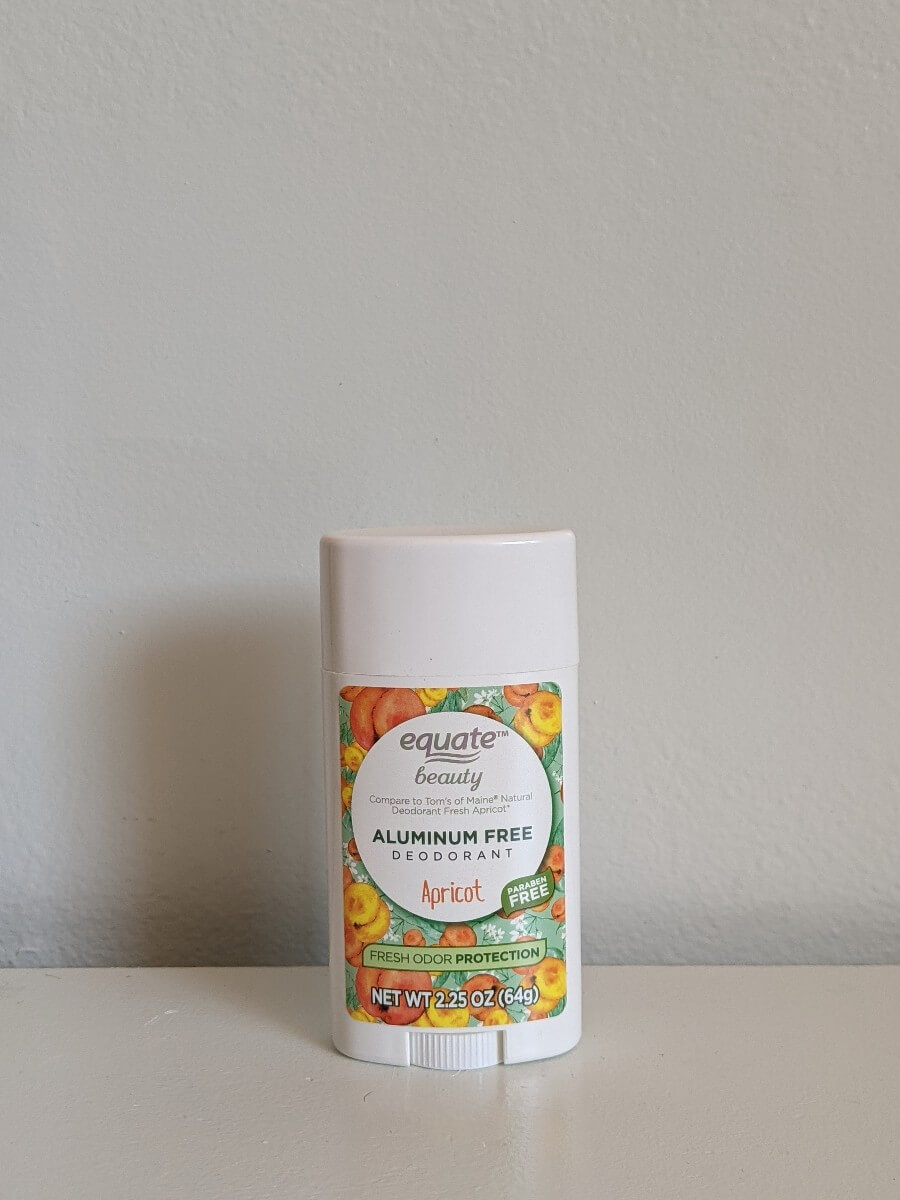 equate™
beauty
Compare to Tom's of Maine® Natural
Deodorant Fresh Apricot*
ALUMINUM FREE
DEODORANT
Apricot
PARABEN
FREE
FRESH ODOR PROTECTION
NET WT 2.25 OZ (64g)